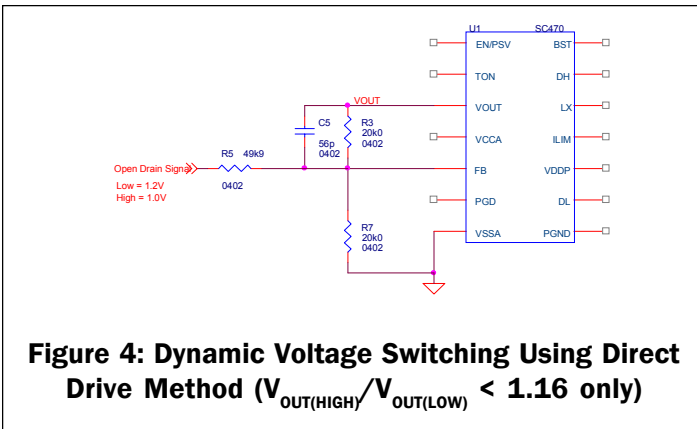 U1 SC470
EN/PSV BST
TON DH
VOUT
VOUT LX
C5
R3
56p
20k0
0402
0402
VCCA ILIM
R5 49k9
Open Drain Signal
FB VDDP
0402
Low = 1.2V
High = 1.0V
PGD DL
R7
20k0
0402
VSSA PGND
Figure 4: Dynamic Voltage Switching Using Direct
Drive Method (VOUT(HIGH)/VOUT(LOW) < 1.16 only)